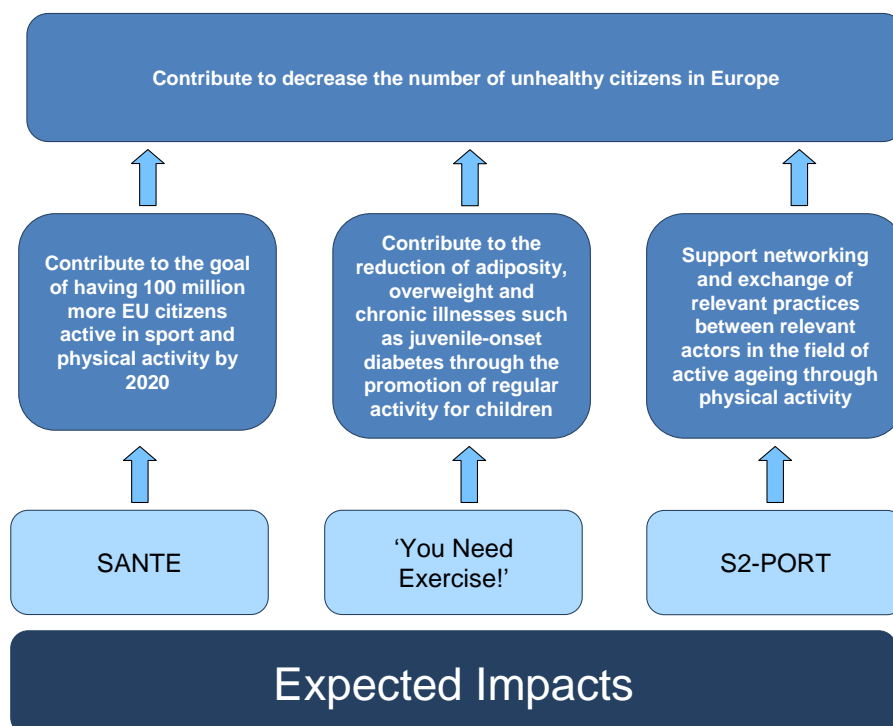 Contribute to decrease the number of unhealthy citizens in Europe
Contribute to the goal
of having 100 million
more EU citizens
active in sport and
physical activity by
2020
Contribute to the
reduction of adiposity,
overweight and
chronic illnesses such
as juvenile-onset
diabetes through the
promotion of regular
activity for children
Support networking
and exchange of
relevant practices
between relevant
actors in the field of
active ageing through
physical activity
SANTE
‘You Need
Exercise!’
S2-PORT
Expected Impacts